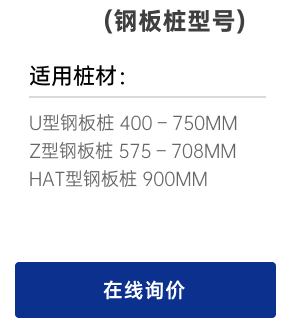 (钢板桩型号)
适用桩材：
U型钢板桩 400 – 750MM
Z型钢板桩 575 – 708MM
HAT型钢板桩 900MM
在线询价